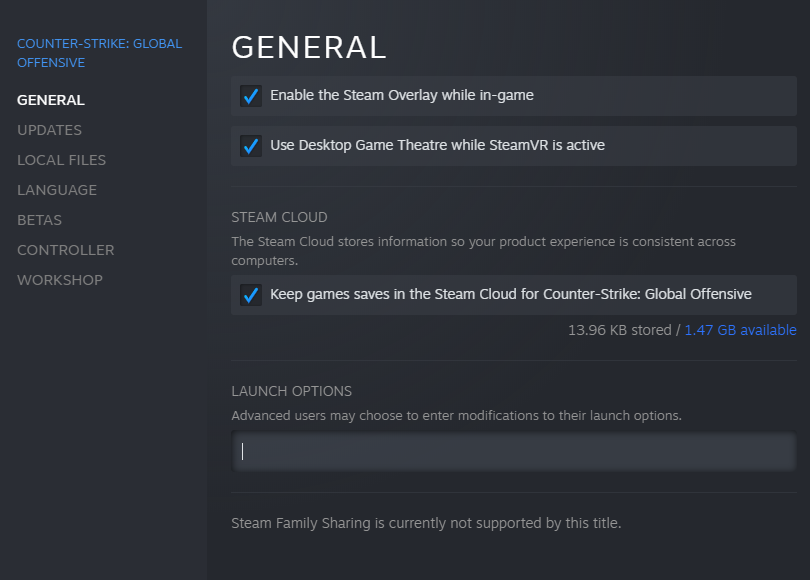 COUNTER-STRIKE: GLOBAL
OFFENSIVE
GENERAL
UPDATES
LOCAL FILES
LANGUAGE
BETAS
CONTROLLER
WORKSHOP
GENERAL
Enable the Steam Overlay while in-game
Use Desktop Game Theatre while SteamVR is active
STEAM CLOUD
The Steam Cloud stores information so your product experience is consistent across
computers.
Keep games saves in the Steam Cloud for Counter-Strike: Global Offensive
13.96 KB stored / 1.47 GB available
LAUNCH OPTIONS
Advanced users may choose to enter modifications to their launch options.
Steam Family Sharing is currently not supported by this title.